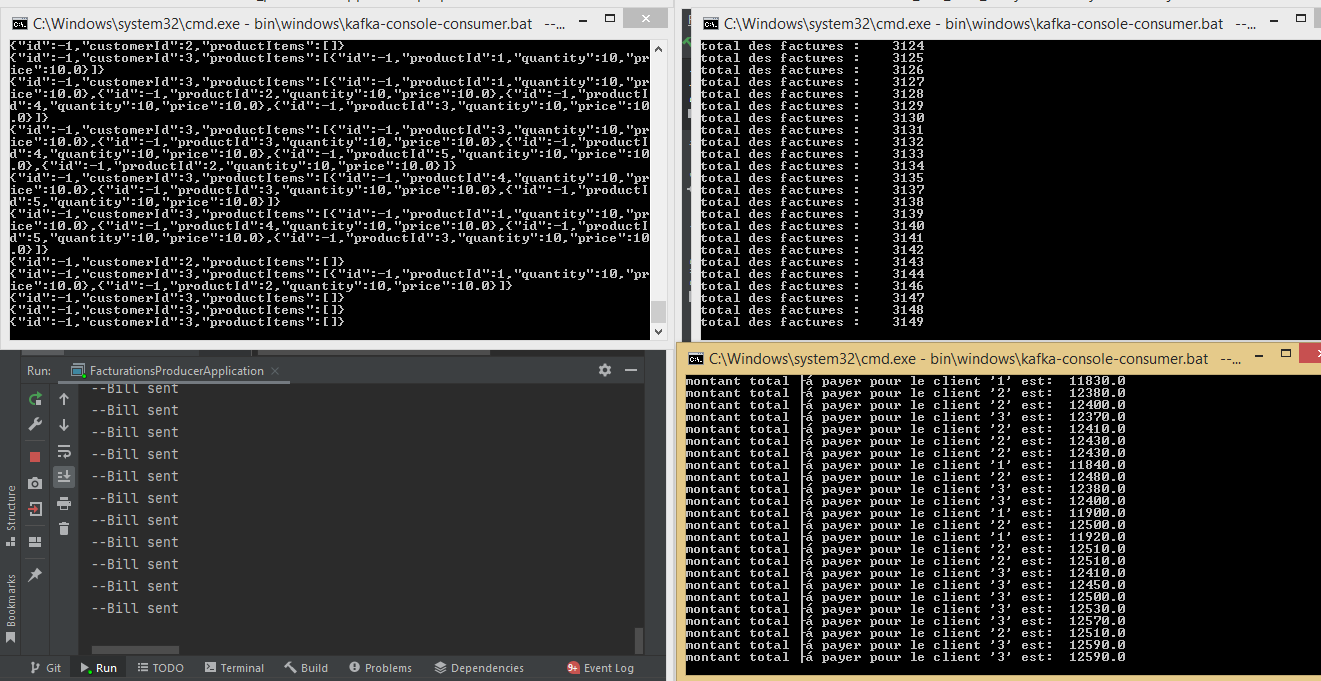 C:\Windows\system32\cmd.exe - bin\windows\kafka-console-consumer.bat --...
{"id":-1,"customerId":2,"productItems":[]}
{"id":-1,"customerId":3,"productItems":[{"id":-1,"productId":1,"quantity":10,"pr
ice":10.0}]}
{"id":-1,"customerId":3,"productItems":[{"id":-1,"productId":1,"quantity":10,"pr
ice":10.0},{"id":-1,"productId":2,"quantity":10,"price":10.0},{"id":-1,"productI
d":4,"quantity":10,"price":10.0},{"id":-1,"productId":3,"quantity":10,"price":10
.0}]}
{"id":-1,"customerId":3,"productItems":[{"id":-1,"productId":3,"quantity":10,"pr
ice":10.0},{"id":-1,"productId":3,"quantity":10,"price":10.0},{"id":-1,"productI
d":4,"quantity":10,"price":10.0},{"id":-1,"productId":5,"quantity":10,"price":10
.0},{"id":-1,"productId":2,"quantity":10,"price":10.0}]}
{"id":-1,"customerId":3,"productItems":[{"id":-1,"productId":4,"quantity":10,"pr
ice":10.0},{"id":-1,"productId":3,"quantity":10,"price":10.0},{"id":-1,"productI
d":5,"quantity":10,"price":10.0}]}
{"id":-1,"customerId":3,"productItems":[{"id":-1,"productId":1,"quantity":10,"pr
ice":10.0},{"id":-1,"productId":4,"quantity":10,"price":10.0},{"id":-1,"productI
d":5,"quantity":10,"price":10.0},{"id":-1,"productId":3,"quantity":10,"price":10
.0}]}
{"id":-1,"customerId":2,"productItems":[]}
{"id":-1,"customerId":3,"productItems":[{"id":-1,"productId":1,"quantity":10,"pr
ice":10.0},{"id":-1,"productId":2,"quantity":10,"price":10.0}]}
{"id":-1,"customerId":3,"productItems":[]}
{"id":-1,"customerId":3,"productItems":[]}
{"id":-1,"customerId":3,"productItems":[]}
C:\Windows\system32\cmd.exe - bin\windows\kafka-console-consumer.bat --...
total des factures : 3124
total des factures : 3125
total des factures : 3126
total des factures : 3127
total des factures : 3128
total des factures : 3129
total des factures : 3130
total des factures : 3131
total des factures : 3132
total des factures : 3133
total des factures : 3134
total des factures : 3135
total des factures : 3137
total des factures : 3138
total des factures : 3139
total des factures : 3140
total des factures : 3141
total des factures : 3142
total des factures : 3143
total des factures : 3144
total des factures : 3146
total des factures : 3147
total des factures : 3148
total des factures : 3149
Run: FacturationsProducerApplication
--Bill sent
--Bill sent
--Bill sent
--Bill sent
--Bill sent
--Bill sent
--Bill sent
--Bill sent
--Bill sent
--Bill sent
--Bill sent
Structure
Bookmarks
Git Run TODO Terminal Build Problems Dependencies 9+ Event Log
C:\Windows\system32\cmd.exe - bin\windows\kafka-console-consumer.bat --...
montant total ├á payer pour le client '1' est: 11830.0
montant total ├á payer pour le client '2' est: 12380.0
montant total ├á payer pour le client '2' est: 12400.0
montant total ├á payer pour le client '3' est: 12370.0
montant total ├á payer pour le client '2' est: 12410.0
montant total ├á payer pour le client '2' est: 12430.0
montant total ├á payer pour le client '2' est: 12430.0
montant total ├á payer pour le client '1' est: 11840.0
montant total ├á payer pour le client '2' est: 12480.0
montant total ├á payer pour le client '3' est: 12380.0
montant total ├á payer pour le client '3' est: 12400.0
montant total ├á payer pour le client '1' est: 11900.0
montant total ├á payer pour le client '2' est: 12500.0
montant total ├á payer pour le client '1' est: 11920.0
montant total ├á payer pour le client '2' est: 12510.0
montant total ├á payer pour le client '2' est: 12510.0
montant total ├á payer pour le client '3' est: 12410.0
montant total ├á payer pour le client '3' est: 12450.0
montant total ├á payer pour le client '3' est: 12500.0
montant total ├á payer pour le client '3' est: 12530.0
montant total ├á payer pour le client '3' est: 12570.0
montant total ├á payer pour le client '2' est: 12510.0
montant total ├á payer pour le client '3' est: 12590.0
montant total ├á payer pour le client '3' est: 12590.0